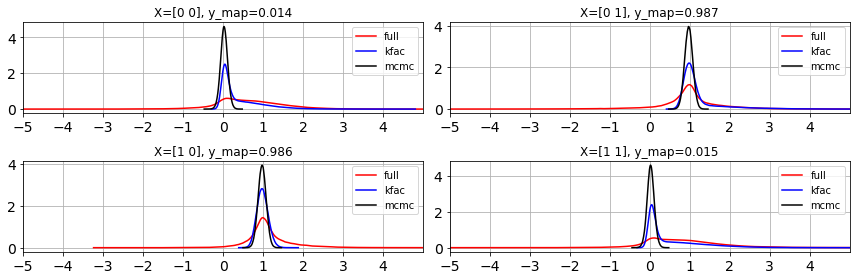 X=[0 0], y_map=0.014
4
2
0
−5 −4 −3 −2 −1 0 1 2 3 4
full
kfac
mcmc
X=[0 1], y_map=0.987
4
2
0
−5 −4 −3 −2 −1 0 1 2 3 4
full
kfac
mcmc
X=[1 0], y_map=0.986
4
2
0
−5 −4 −3 −2 −1 0 1 2 3 4
full
kfac
mcmc
X=[1 1], y_map=0.015
4
2
0
−5 −4 −3 −2 −1 0 1 2 3 4
full
kfac
mcmc